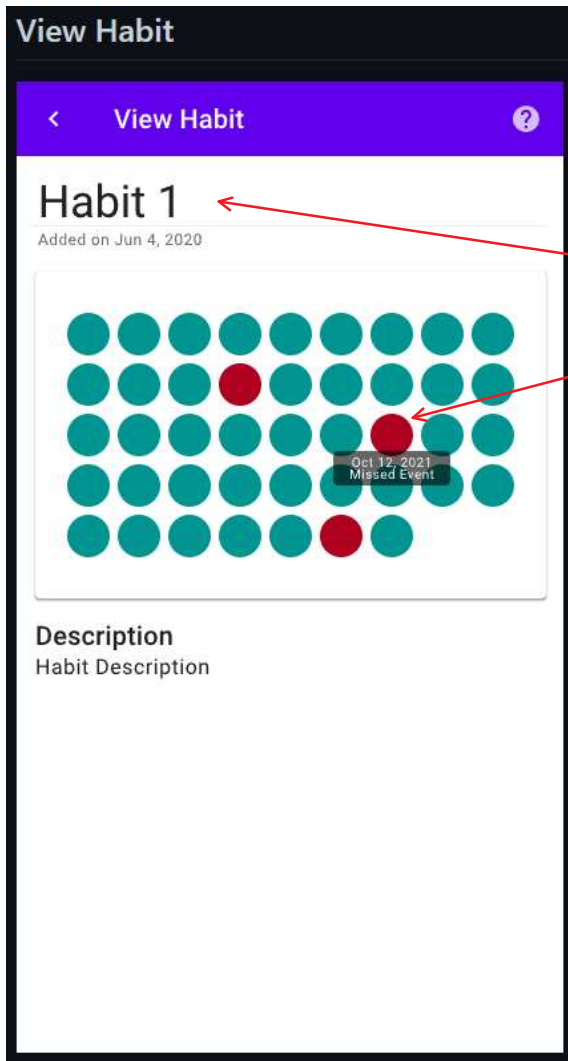 View Habit
View Habit
Habit 1
Added on Jun 4, 2020
Oct 12, 2021
Missed Event
Description
Habit Description